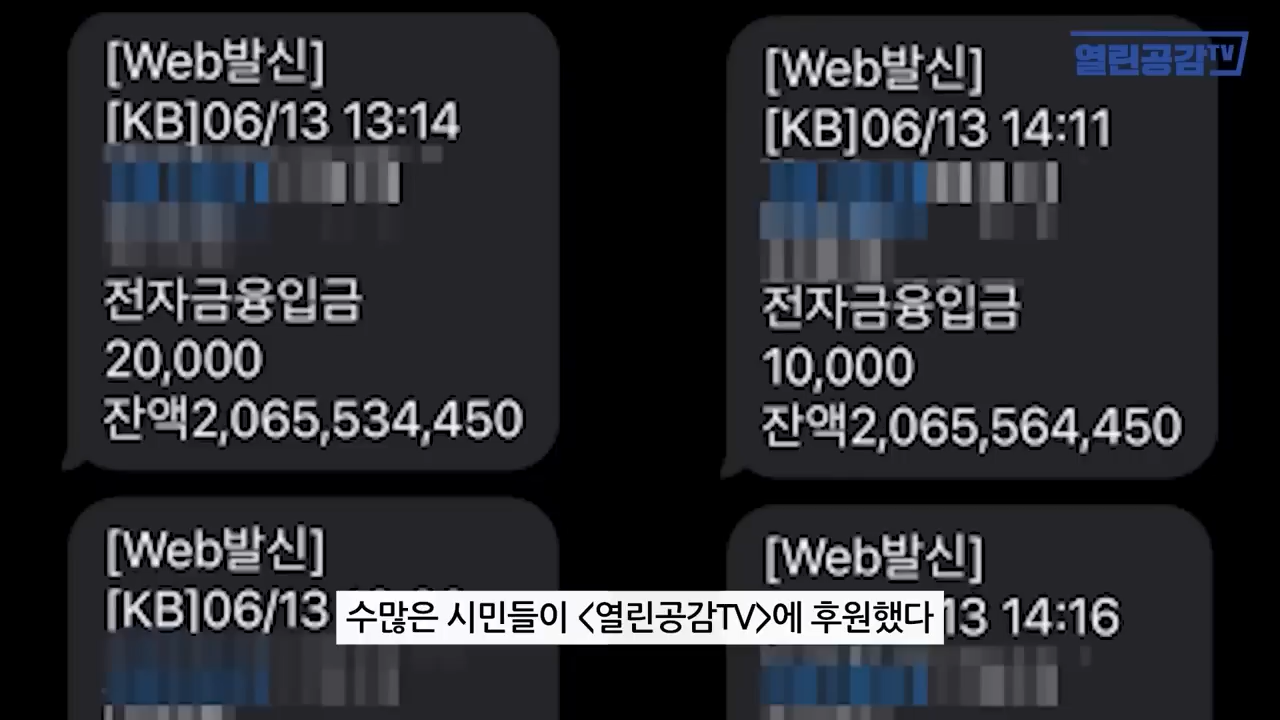 열린공감TV
[Web발신]
[KB]06/13 13:14
전자금융입금
20,000
잔액2,065,534,450
[Web발신]
[KB]06/13 14:11
전자금융입금
10,000
잔액2,065,564,450
[Web발신]
[KB]06/13
[Web발신]
13 14:16
수많은 시민들이 <열린공감TV>에 후원했다